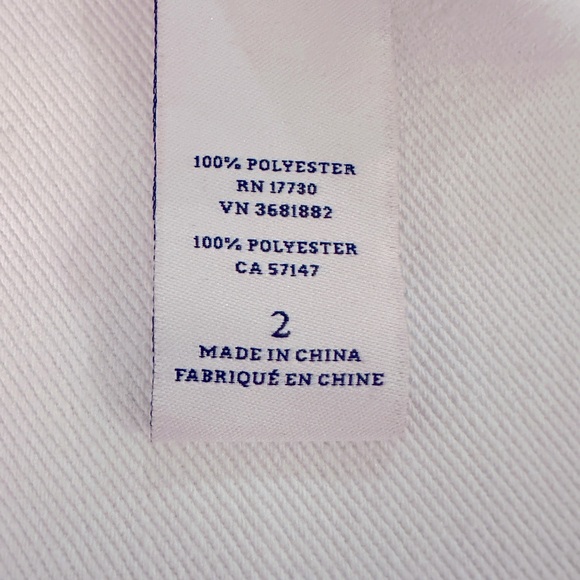 100% POLYESTER
RN 17730
VN 3681882
100% POLYESTER
CA 57147
2
MADE IN CHINA
FABRIQUÉ EN CHINE